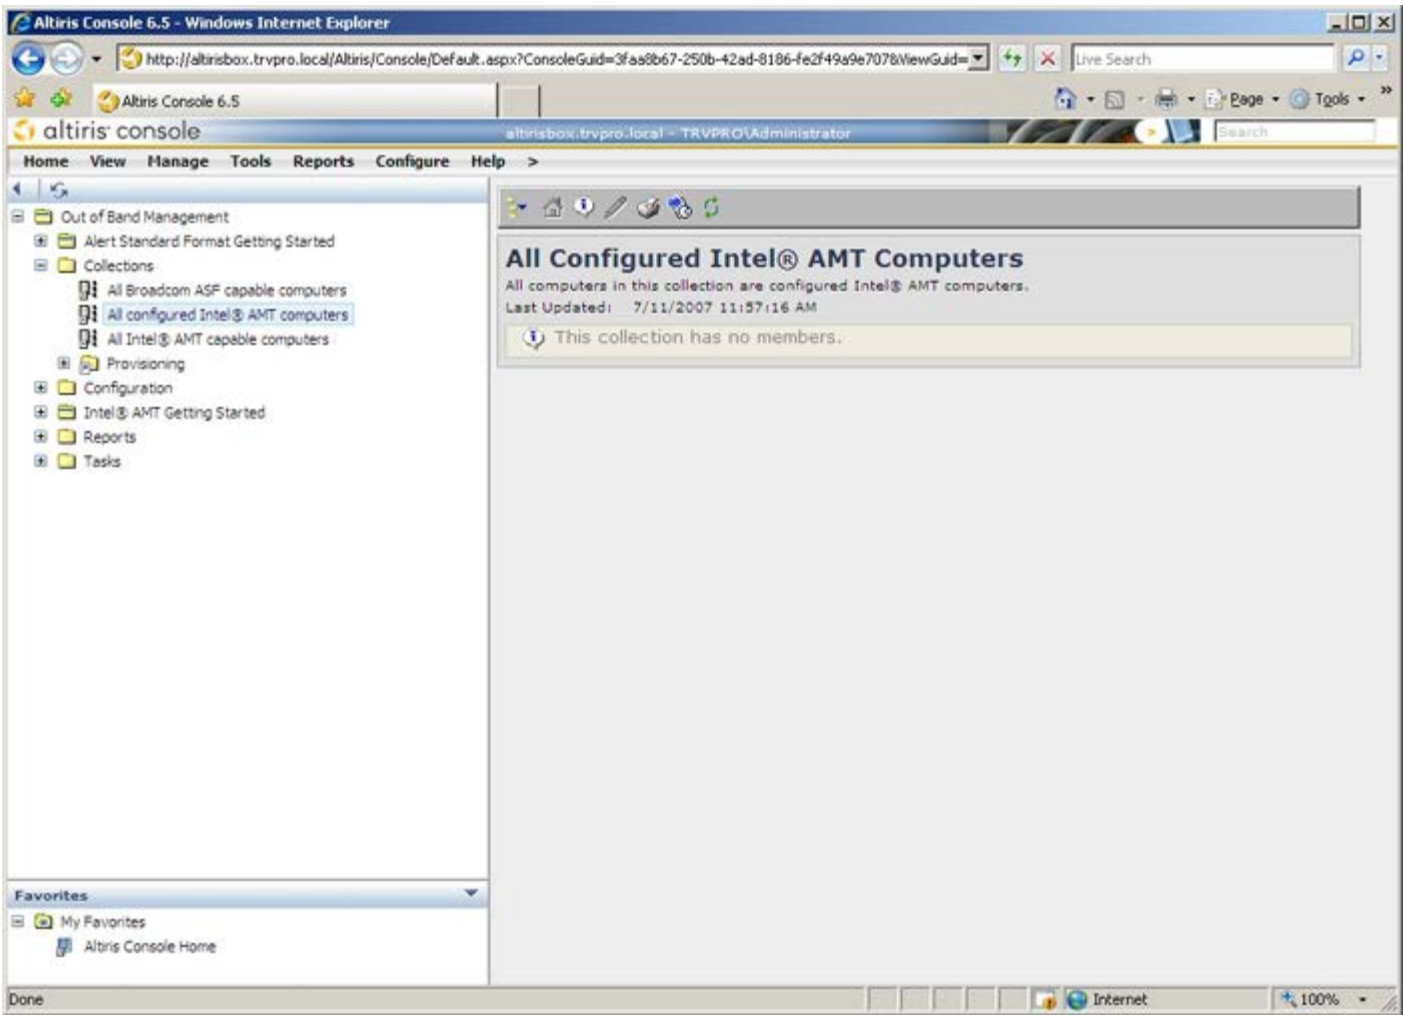 Altiris Console 6.5 - Windows Internet Explorer
http://altirisbox.trvpro.local/Altiris/Console/Default.aspx?ConsoleGuid=3faa8b67-250b-42ad-8186-fe2f49a9e707&ViewGuid=
Live Search
Altiris Console 6.5
Page
Tools
»
altiris console
altirisbox.trvpro.local - TRVPRO\Administrator
Search
Home View Manage Tools Reports Configure Help >
Out of Band Management
Alert Standard Format Getting Started
Collections
All Broadcom ASF capable computers
All configured Intel® AMT computers
All Intel® AMT capable computers
Provisioning
Configuration
Intel® AMT Getting Started
Reports
Tasks
All Configured Intel® AMT Computers
All computers in this collection are configured Intel® AMT computers.
Last Updated: 7/11/2007 11:57:16 AM
This collection has no members.
Favorites
My Favorites
Altiris Console Home
Done
Internet
100%